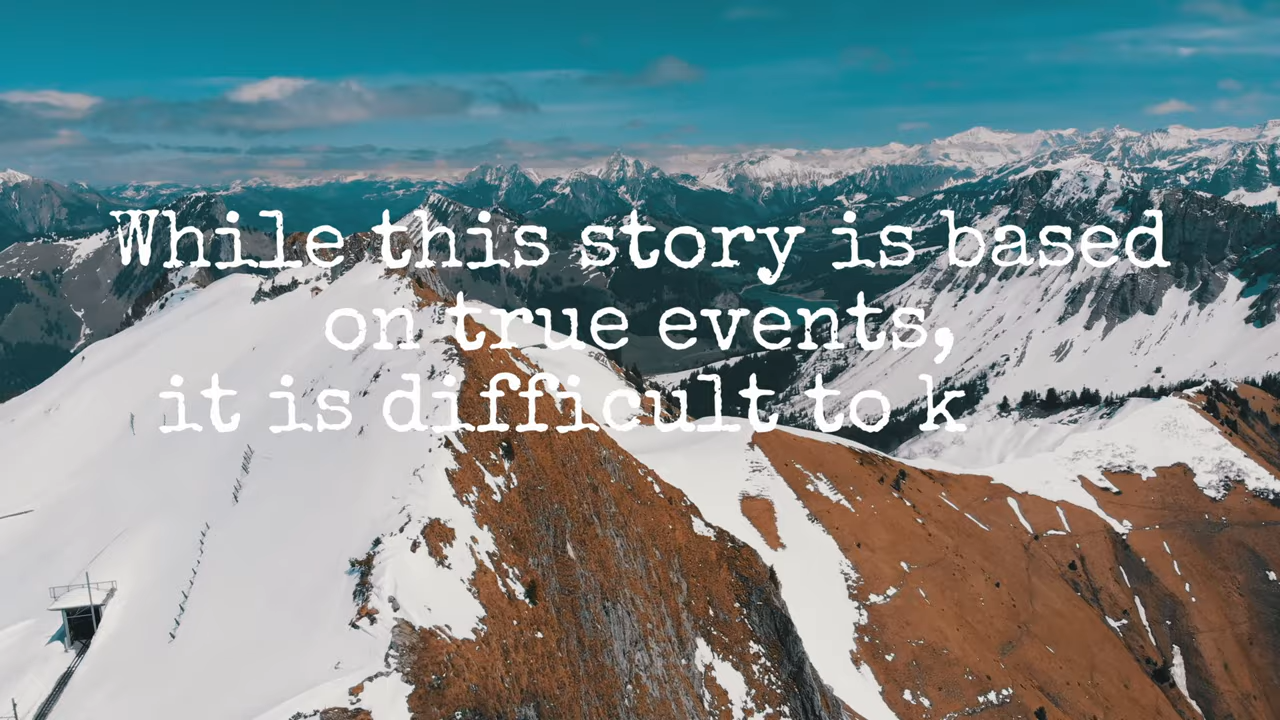 While this story is based
on true events,
it is difficult to k